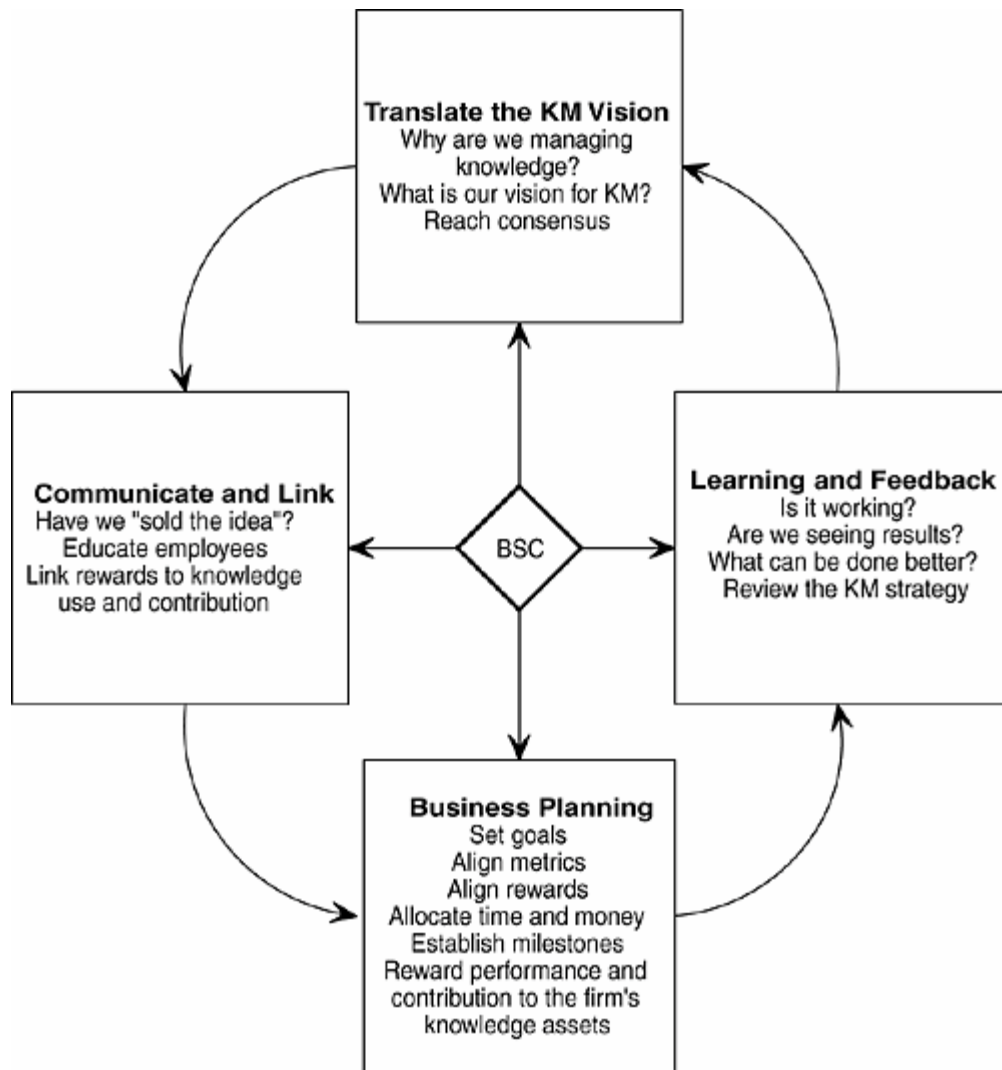 Translate the KM Vision
Why are we managing
knowledge?
What is our vision for KM?
Reach consensus
Communicate and Link
Have we "sold the idea"?
Educate employees
Link rewards to knowledge
use and contribution
BSC
Learning and Feedback
Is it working?
Are we seeing results?
What can be done better?
Review the KM strategy
Business Planning
Set goals
Align metrics
Align rewards
Allocate time and money
Establish milestones
Reward performance and
contribution to the firm's
knowledge assets